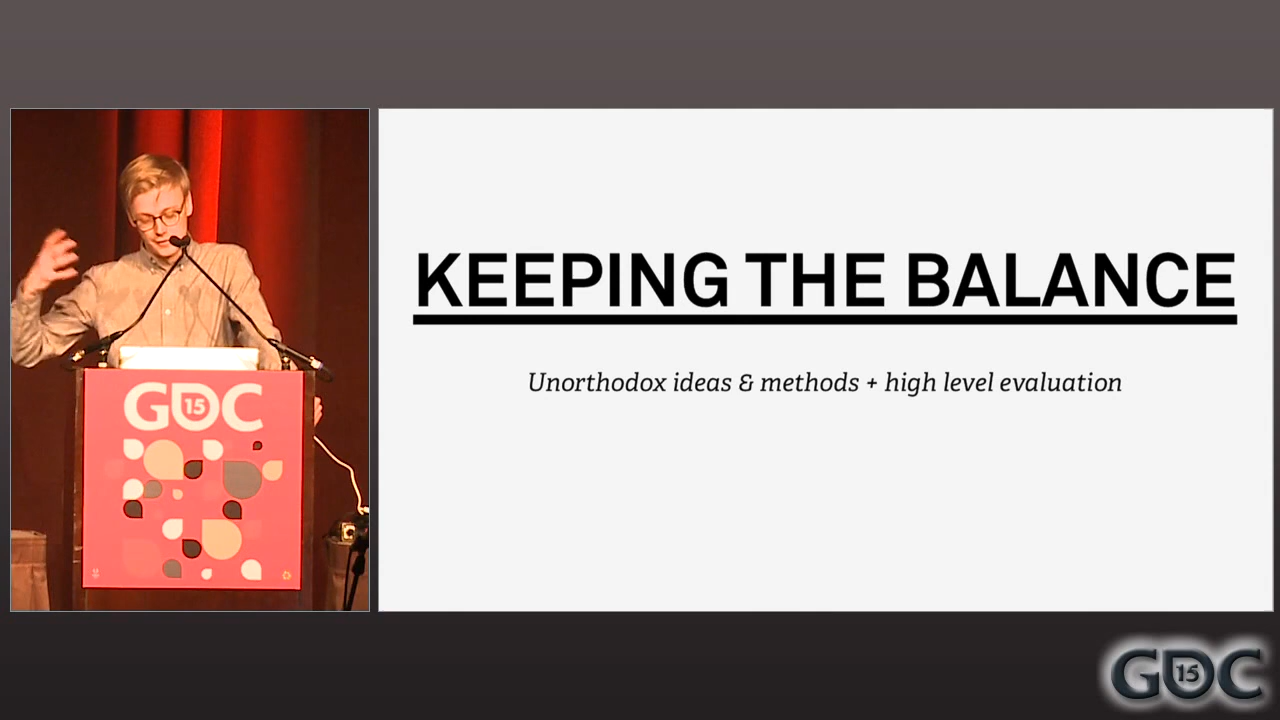 KEEPING THE BALANCE
Unorthodox ideas & methods + high level evaluation
GDC
15
GDC
15